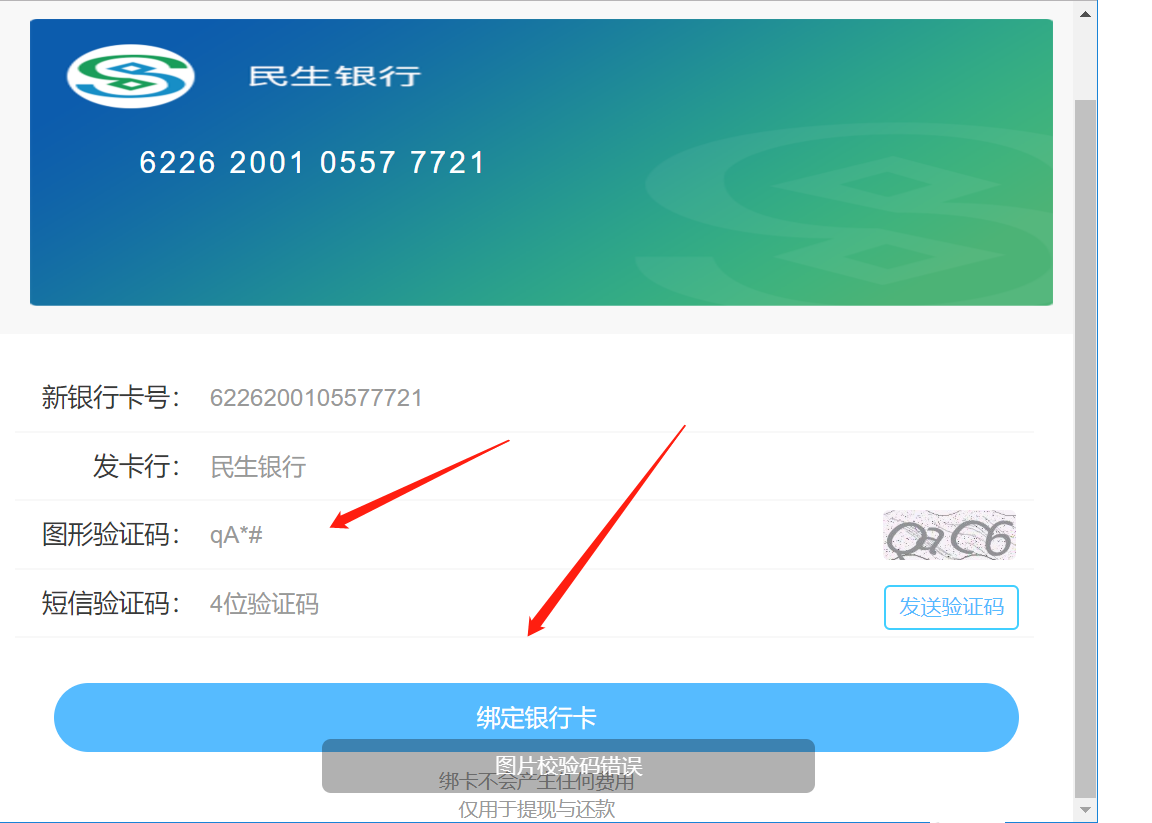 民生银行
6226 2001 0557 7721
新银行卡号： 6226200105577721
发卡行： 民生银行
图形验证码： qA*# QaC6
短信验证码： 4位验证码 发送验证码
绑定银行卡
图片校验码错误
绑卡不会产生任何费用
仅用于提现与还款